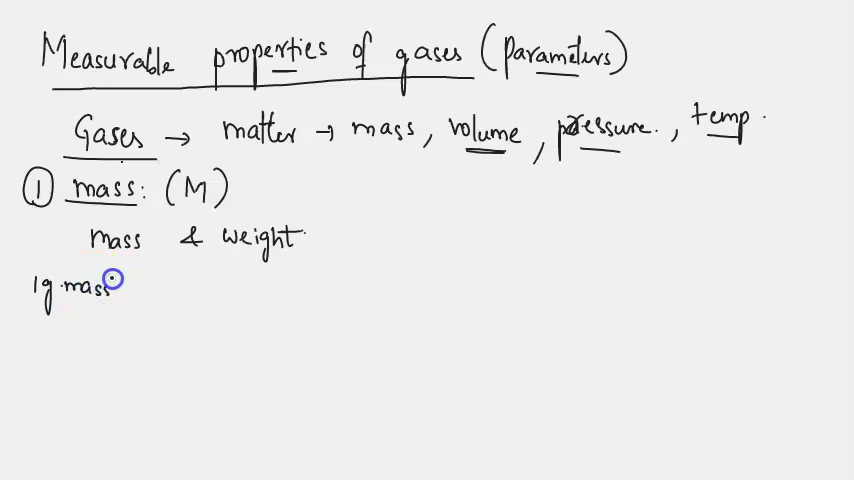 Measurable properties of gases (Parameters)
Gases → matter → mass, volume, pressure, temp.
① mass: (M)
mass & weight.
1g mass